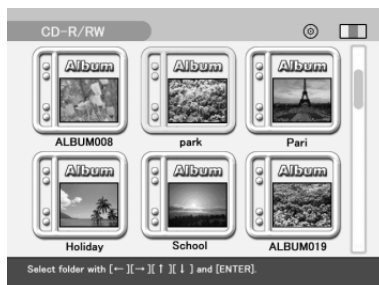 CD-R/RW
Album Album Album
ALBUM008 park Pari
Album Album Album
Holiday School ALBUM019
Select folder with [←][→][↑][↓] and [ENTER].